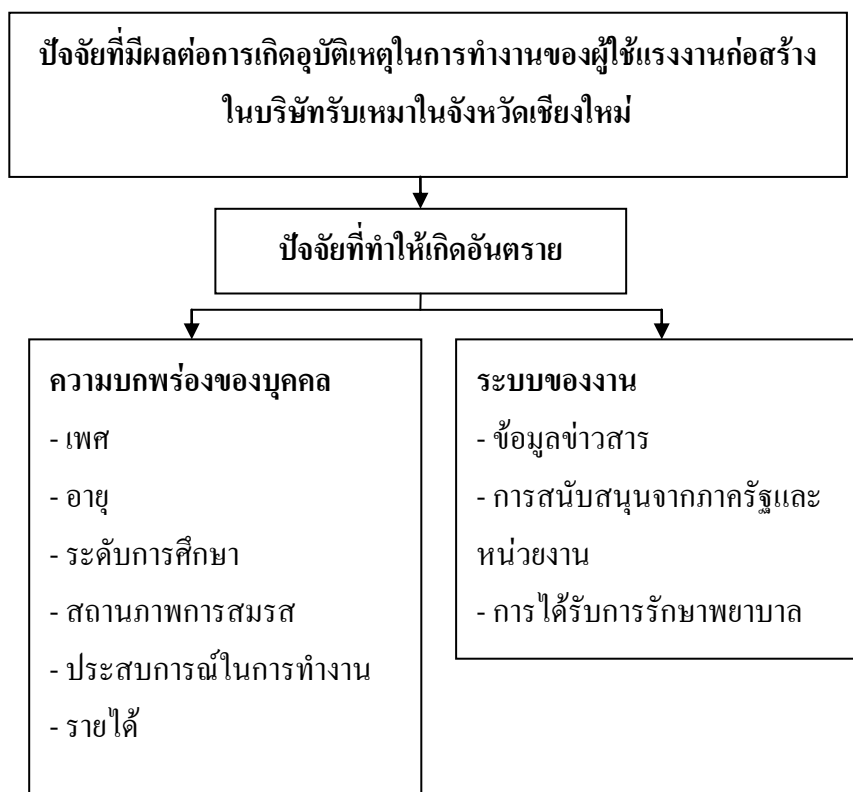 ปัจจัยที่มีผลต่อการเกิดอุบัติเหตุในการทำงานของผู้ใช้แรงงานก่อสร้าง
ในบริษัทรับเหมาในจังหวัดเชียงใหม่
ปัจจัยที่ทำให้เกิดอันตราย
ความบกพร่องของบุคคล
- เพศ
- อายุ
- ระดับการศึกษา
- สถานภาพการสมรส
- ประสบการณ์ในการทำงาน
- รายได้
ระบบของงาน
- ข้อมูลข่าวสาร
- การสนับสนุนจากภาครัฐและ
หน่วยงาน
- การได้รับการรักษาพยาบาล